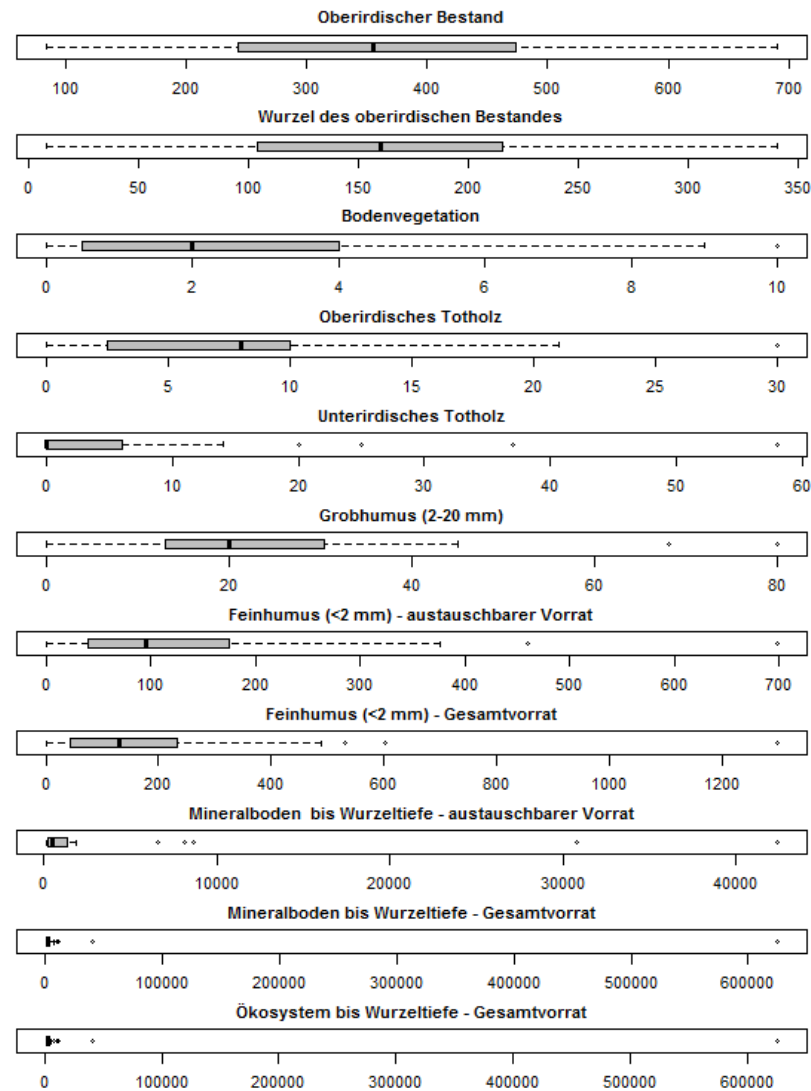 Oberirdischer Bestand
100 200 300 400 500 600 700
Wurzel des oberirdischen Bestandes
0 50 100 150 200 250 300 350
Bodenvegetation
0 2 4 6 8 10
Oberirdisches Totholz
0 5 10 15 20 25 30
Unterirdisches Totholz
0 10 20 30 40 50 60
Grobhumus (2-20 mm)
0 20 40 60 80
Feinhumus (<2 mm) - austauschbarer Vorrat
0 100 200 300 400 500 600 700
Feinhumus (<2 mm) - Gesamtvorrat
0 200 400 600 800 1000 1200
Mineralboden bis Wurzeltiefe - austauschbarer Vorrat
0 10000 20000 30000 40000
Mineralboden bis Wurzeltiefe - Gesamtvorrat
0 100000 200000 300000 400000 500000 600000
Ökosystem bis Wurzeltiefe - Gesamtvorrat
0 100000 200000 300000 400000 500000 600000